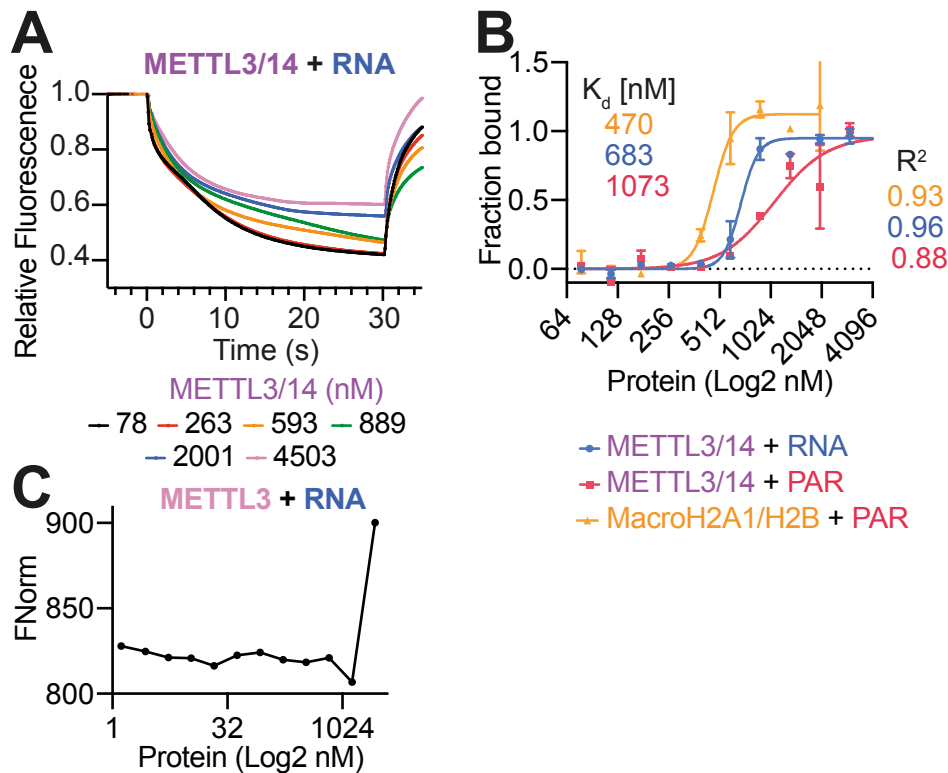 A
METTL3/14 + RNA
Relative Fluorescenece
1.0
0.8
0.6
0.4
0
10
20
30
Time (s)
METTL3/14 (nM)
78 263 593 889
2001 4503
B
Fraction bound
1.5
1.0
0.5
0.0
Kd [nM]
470
683
1073
R2
0.93
0.96
0.88
64
128
256
512
1024
2048
4096
Protein (Log2 nM)
METTL3/14 + RNA
METTL3/14 + PAR
MacroH2A1/H2B + PAR
C
METTL3 + RNA
FNorm
900
850
800
1
32
1024
Protein (Log2 nM)